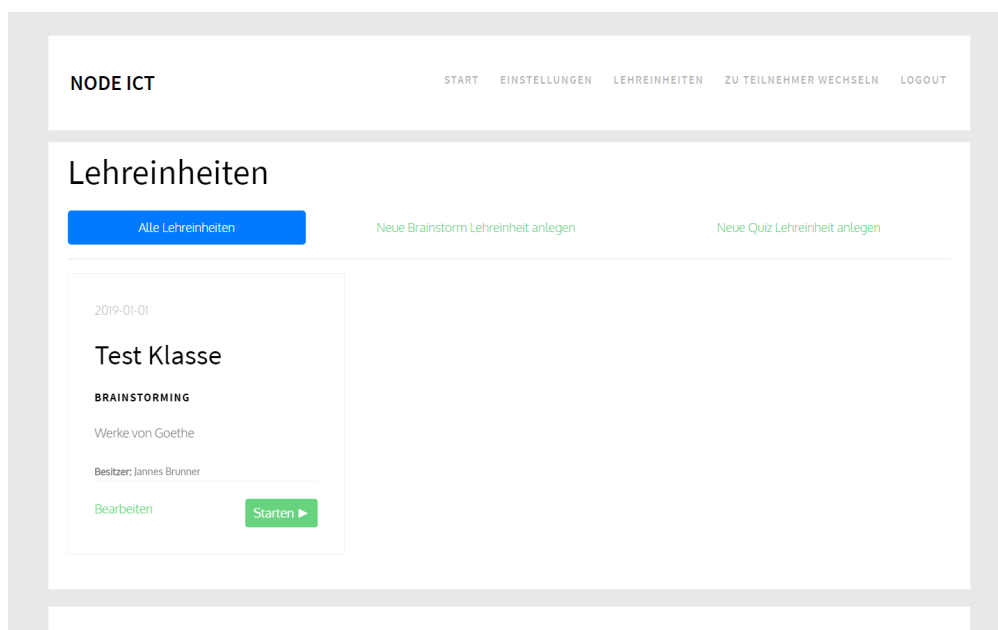 NODE ICT
START EINSTELLUNGEN LEHREINHEITEN ZU TEILNEHMER WECHSELN LOGOUT
Lehreinheiten
Alle Lehreinheiten
Neue Brainstorm Lehreinheit anlegen
Neue Quiz Lehreinheit anlegen
2019-01-01
Test Klasse
BRAINSTORMING
Werke von Goethe
Besitzer: Jannes Brunner
Bearbeiten
Starten ►